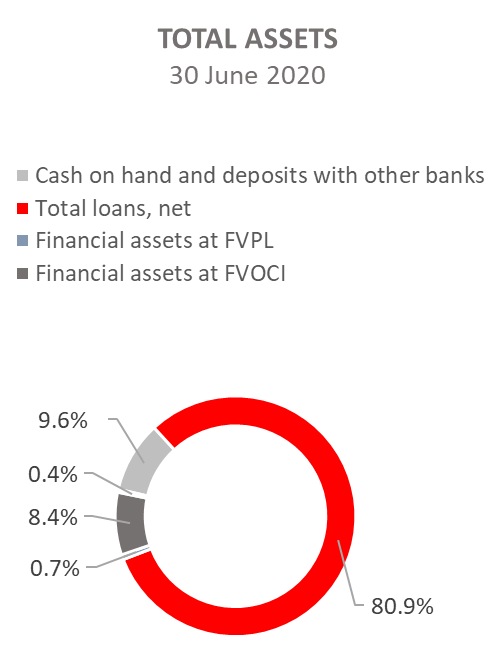 TOTAL ASSETS
30 June 2020
Cash on hand and deposits with other banks
Total loans, net
Financial assets at FVPL
Financial assets at FVOCI
9.6%
0.4%
8.4%
0.7%
80.9%